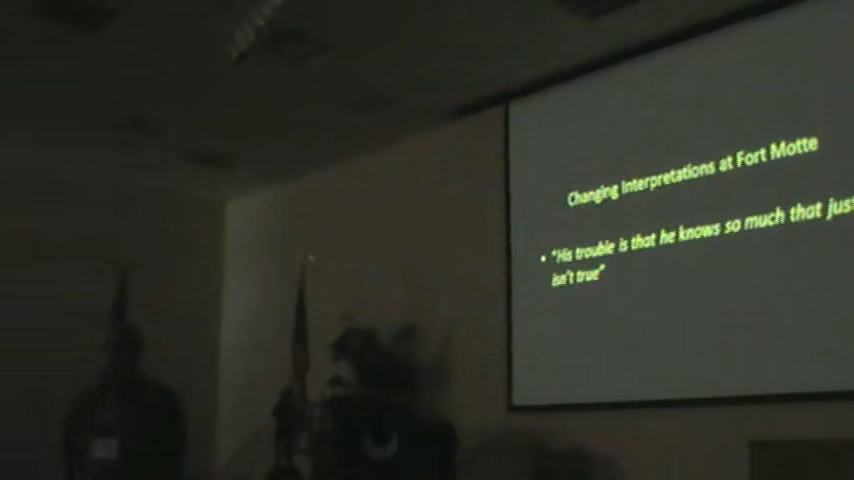 Changing Interpretations at Fort Motte
• "His trouble is that he knows so much that just
isn't true"